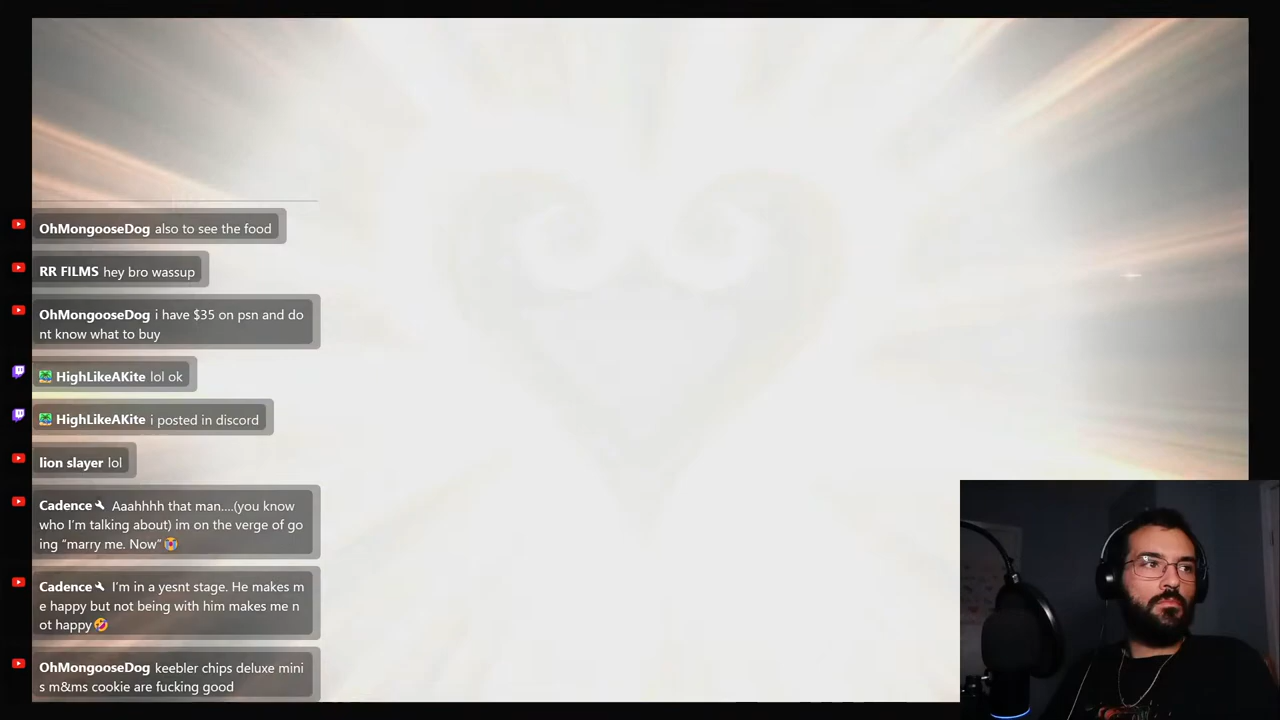 OhMongooseDog also to see the food
RR FILMS hey bro wassup
OhMongooseDog i have $35 on psn and do
nt know what to buy
HighLikeAKite lol ok
HighLikeAKite i posted in discord
lion slayer lol
Cadence Aaahhhh that man....(you know
who I'm talking about) im on the verge of go
ing “marry me. Now”😭
Cadence I'm in a yesnt stage. He makes m
e happy but not being with him makes me n
ot happy🤣
OhMongooseDog keebler chips deluxe mini
s m&ms cookie are fucking good